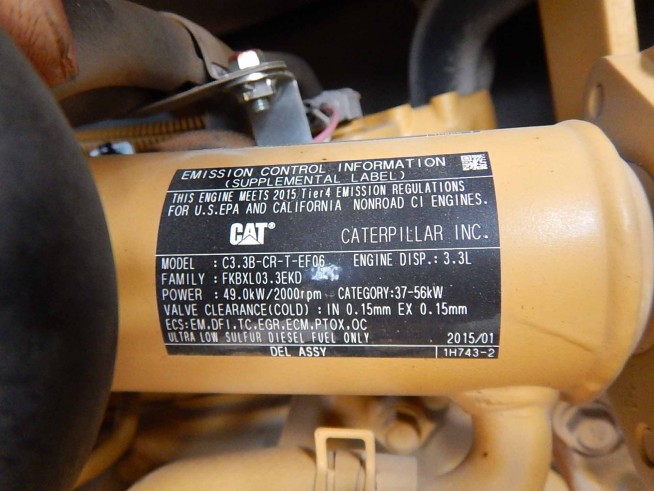 EMISSION CONTROL INFORMATION
(SUPPLEMENTAL LABEL)
THIS ENGINE MEETS 2015 Tier4 EMISSION REGULATIONS
FOR U.S.EPA AND CALIFORNIA NONROAD CI ENGINES.
CAT® CATERPILLAR INC.
MODEL : C3.3B-CR-T-EF06 ENGINE DISP.: 3.3L
FAMILY : FKBXL03.3EKD
POWER : 49.0kW/2000rpm CATEGORY:37-56kW
VALVE CLEARANCE(COLD) : IN 0.15mm EX 0.15mm
ECS:EM,DFI,TC,EGR,ECM,PTOX,OC
ULTRA LOW SULFUR DIESEL FUEL ONLY 2015/01
DEL ASSY 1H743-2